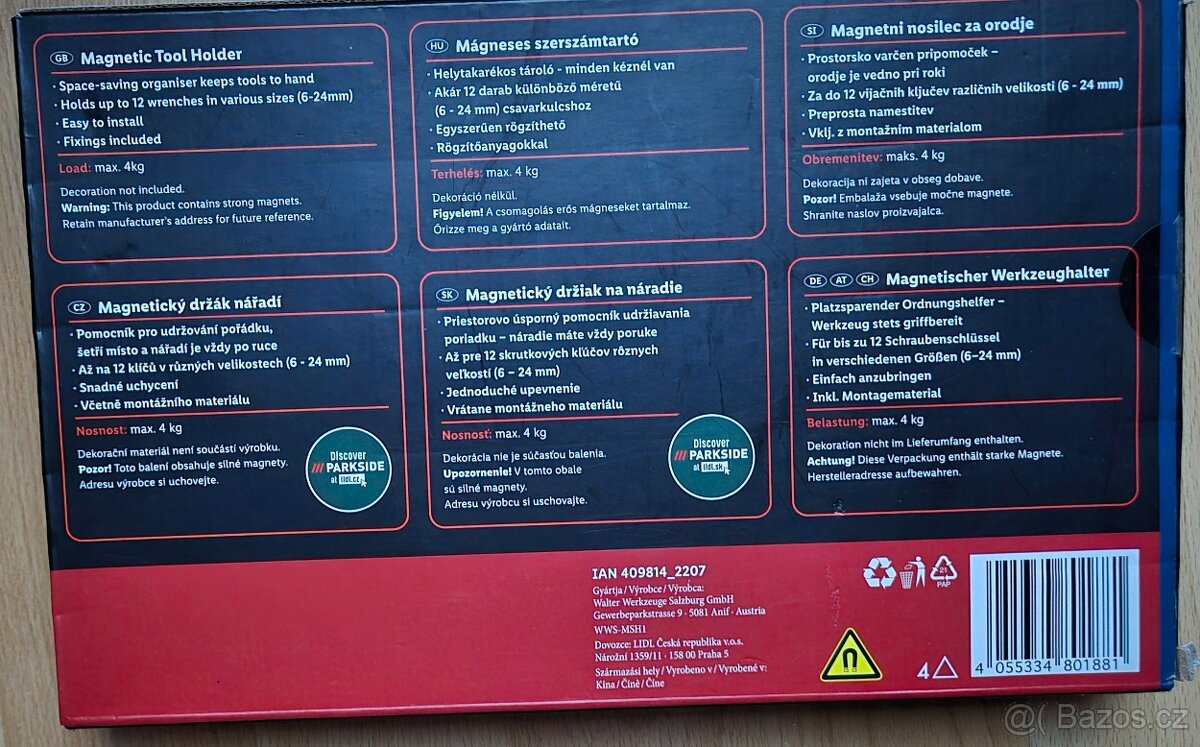 GB Magnetic Tool Holder
· Space-saving organiser keeps tools to hand
· Holds up to 12 wrenches in various sizes (6-24mm)
· Easy to install
· Fixings included
Load: max. 4kg
Decoration not included.
Warning: This product contains strong magnets.
Retain manufacturer's address for future reference.
HU Mágneses szerszámtartó
· Helytakarékos tároló - minden kéznél van
· Akár 12 darab különböző méretű
(6 - 24 mm) csavarkulcshoz
· Egyszerűen rögzíthető
· Rögzítőanyagokkal
Terhelés: max. 4 kg
Dekoráció nélkül.
Figyelem! A csomagolás erős mágneseket tartalmaz.
Őrizze meg a gyártó adatait.
SI Magnetni nosilec za orodje
· Prostorsko varčen pripomoček –
orodje je vedno pri roki
· Za do 12 vijačnih ključev različnih velikosti (6 - 24 mm)
· Preprosta namestitev
· Vklj. z montažnim materialom
Obremenitev: maks. 4 kg
Dekoracija ni zajeta v obseg dobave.
Pozor! Embalaža vsebuje močne magnete.
Shranite naslov proizvajalca.
CZ Magnetický držák nářadí
· Pomocník pro udržování pořádku,
šetří místo a nářadí je vždy po ruce
· Až na 12 klíčů v různých velikostech (6 - 24 mm)
· Snadné uchycení
· Včetně montážního materiálu
Nosnost: max. 4 kg
Dekorační materiál není součástí výrobku.
Pozor! Toto balení obsahuje silné magnety.
Adresu výrobce si uchovejte.
Discover
PARKSIDE
at lidl.cz
SK Magnetický držiak na náradie
· Priestorovo úsporný pomocník udržiavania
poriadku – náradie máte vždy poruke
· Až pre 12 skrutkových kľúčov rôznych
veľkostí (6 – 24 mm)
· Jednoduché upevnenie
· Vrátane montážneho materiálu
Nosnosť: max. 4 kg
Dekorácia nie je súčasťou balenia.
Upozornenie! V tomto obale
sú silné magnety.
Adresu výrobcu si uschovajte.
Discover
PARKSIDE
at lidl.sk
DE AT CH Magnetischer Werkzeughalter
· Platzsparender Ordnungshelfer –
Werkzeug stets griffbereit
· Für bis zu 12 Schraubenschlüssel
in verschiedenen Größen (6–24 mm)
· Einfach anzubringen
· Inkl. Montagematerial
Belastung: max. 4 kg
Dekoration nicht im Lieferumfang enthalten.
Achtung! Diese Verpackung enthält starke Magnete.
Herstelleradresse aufbewahren.
IAN 409814_2207
Gyártja / Výrobce / Výrobca:
Walter Werkzeuge Salzburg GmbH
Gewerbeparkstrasse 9 · 5081 Anif · Austria
WWS-MSH1
Dovozce: LIDL Česká republika v.o.s.
Nárožní 1359/11 · 158 00 Praha 5
Származási hely / Vyrobeno v / Vyrobené v:
Kína / Číně / Číne
21
PAP
4
4 055334 801881
@( Bazos.cz